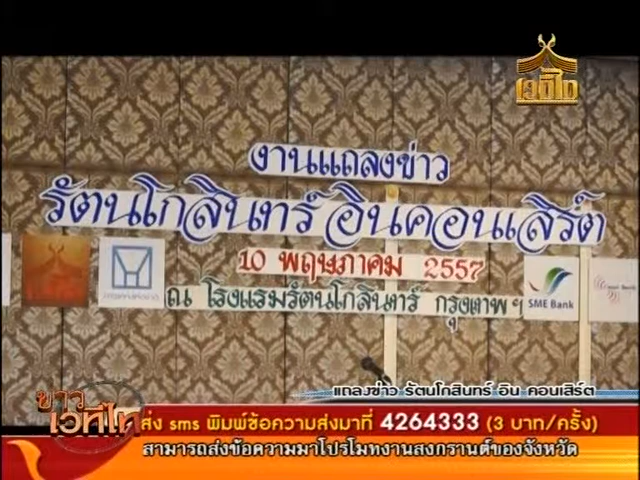 เวทีไท
งานแถลงข่าว
รัตนโกสินทร์ อินคอนเสิร์ต
10 พฤษภาคม 2557
ณ โรงแรมรัตนโกสินทร์ กรุงเทพฯ
SME Bank
แถลงข่าว รัตนโกสินทร์ อิน คอนเสิร์ต
ข่าว
เวทีไท
ส่ง sms พิมพ์ข้อความส่งมาที่ 4264333 (3 บาท/ครั้ง)
สามารถส่งข้อความมาโปรโมทงานสงกรานต์ของจังหวัด